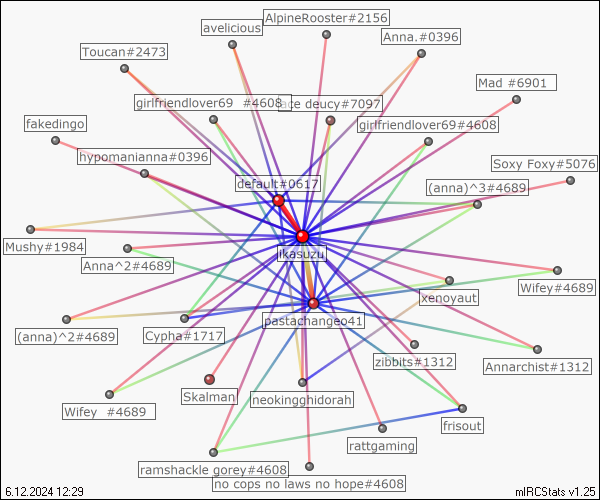 AlpineRooster#2156
avelicious
Anna.#0396
Toucan#2473
Mad #6901
girlfriendlover69 #4608
deucy#7097
girlfriendlover69#4608
fakedingo
hypomanianna#0396
Soxy Foxy#5076
default#0617
(anna)^3#4689
Mushy#1984
ikasuzu
Anna^2#4689
Wifey#4689
xenoyaut
pastachangeo41
(anna)^2#4689
Cypha#1717
zibbits#1312
Annarchist#1312
Skalman
neokingghidorah
Wifey #4689
frisout
rattgaming
ramshackle gorey#4608
no cops no laws no hope#4608
6.12.2024 12:29
mIRCStats v1.25